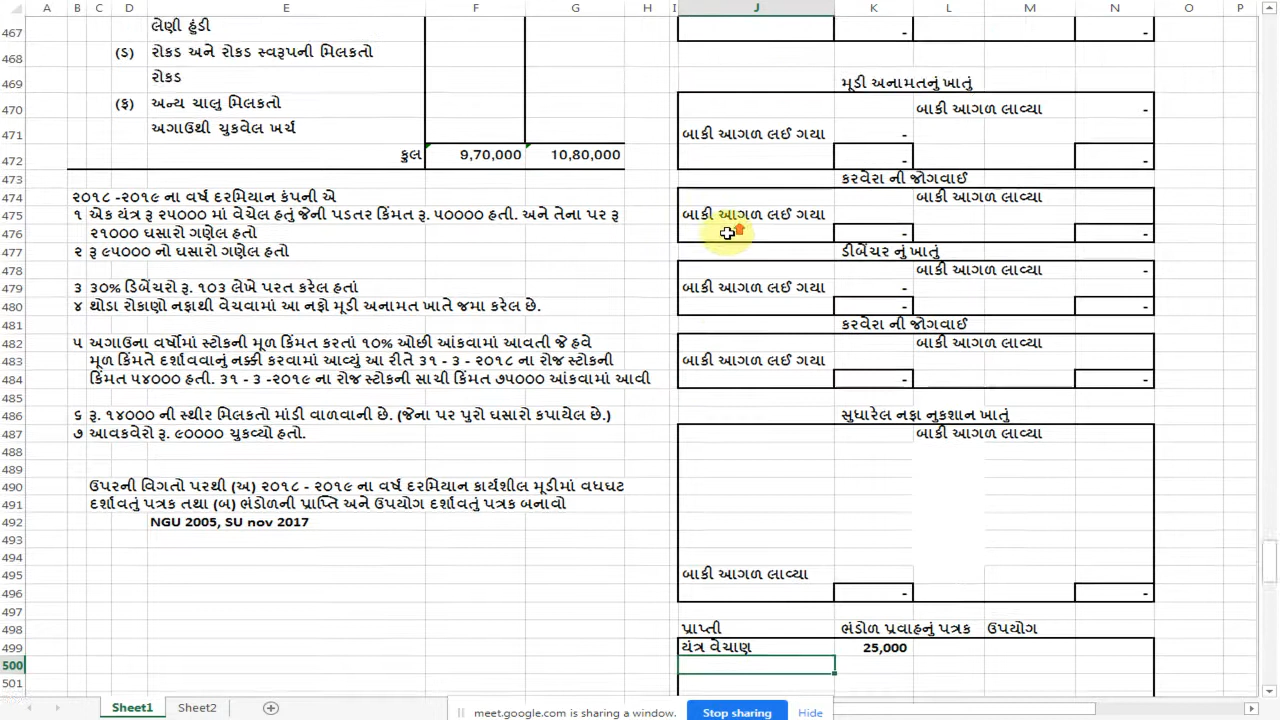 A B C D E F G H I J K L M N O P
467 લેણી હુંડી - -
468 (ડ) રોકડ અને રોકડ સ્વરૂપની મિલકતો
469 રોકડ મૂડી અનામતનું ખાતું
470 (ફ) અન્ય ચાલુ મિલકતો બાકી આગળ લાવ્યા -
471 અગાઉથી ચુકવેલ ખર્ચ બાકી આગળ લઈ ગયા -
472 કુલ 9,70,000 10,80,000 - -
473 કરવેરા ની જોગવાઈ
474 ૨૦૧૮ -૨૦૧૯ ના વર્ષ દરમિયાન કંપની એ બાકી આગળ લાવ્યા
475 ૧ એક યંત્ર રૂ ૨૫૦૦૦ માં વેચેલ હતું જેની પડતર કિંમત રૂ. ૫૦૦૦૦ હતી. અને તેના પર રૂ બાકી આગળ લઈ ગયા
476 ૨૧૦૦૦ ઘસારો ગણેલ હતો - -
477 ૨ રૂ ૯૫૦૦૦ નો ઘસારો ગણેલ હતો ડીબેંચર નું ખાતું
478 બાકી આગળ લાવ્યા -
479 ૩ ૩૦% ડિબેંચરો રૂ. ૧૦૩ લેખે પરત કરેલ હતાં બાકી આગળ લઈ ગયા -
480 ૪ થોડા રોકાણો નફાથી વેચવામાં આ નફો મૂડી અનામત ખાતે જમા કરેલ છે. - -
481 કરવેરા ની જોગવાઈ
482 ૫ અગાઉના વર્ષોમાં સ્ટોકની મૂળ કિંમત કરતાં ૧૦% ઓછી આંકવામાં આવતી જે હવે બાકી આગળ લાવ્યા
483 મૂળ કિંમતે દર્શાવવાનું નક્કી કરવામાં આવ્યું આ રીતે ૩૧ - ૩ - ૨૦૧૮ ના રોજ સ્ટોકની બાકી આગળ લઈ ગયા
484 કિંમત ૫૪૦૦૦ હતી. ૩૧ - ૩ -૨૦૧૯ ના રોજ સ્ટોકની સાચી કિંમત ૭૫૦૦૦ આંકવામાં આવી - -
485
486 ૬ રૂ. ૧૪૦૦૦ ની સ્થીર મિલકતો માંડી વાળવાની છે. (જેના પર પુરો ઘસારો કપાયેલ છે.) સુધારેલ નફા નુકશાન ખાતું
487 ૭ આવકવેરો રૂ. ૯૦૦૦૦ ચુકવ્યો હતો. બાકી આગળ લાવ્યા
488
489
490 ઉપરની વિગતો પરથી (અ) ૨૦૧૮ - ૨૦૧૯ ના વર્ષ દરમિયાન કાર્યશીલ મૂડીમાં વધઘટ
491 દર્શાવતું પત્રક તથા (બ) ભંડોળની પ્રાપ્તિ અને ઉપયોગ દર્શાવતું પત્રક બનાવો
492 NGU 2005, SU nov 2017
493
494
495 બાકી આગળ લાવ્યા
496 - -
497
498 પ્રાપ્તી ભંડોળ પ્રવાહનું પત્રક ઉપયોગ
499 યંત્ર વેચાણ 25,000
500
501
Sheet1 Sheet2
meet.google.com is sharing a window. Stop sharing Hide